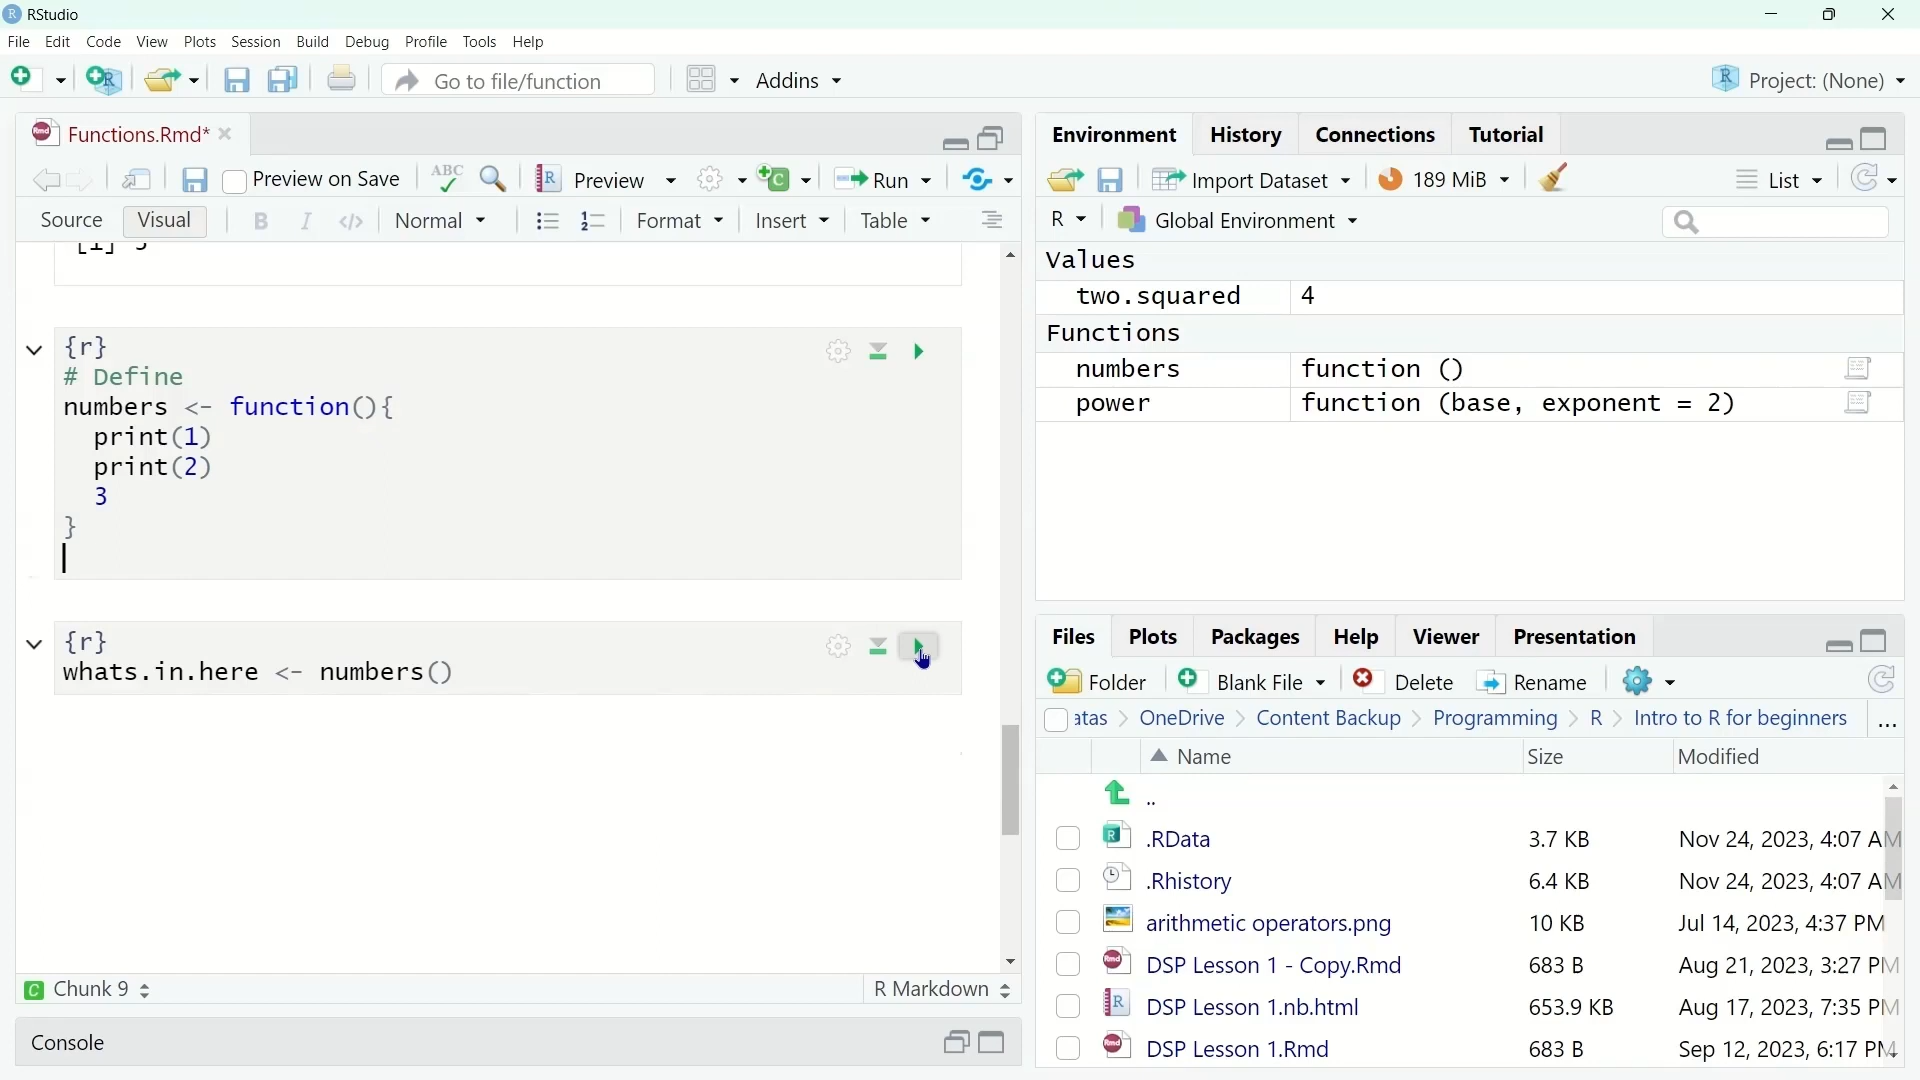 RStudio
File Edit Code View Plots Session Build Debug Profile Tools Help
Go to file/function
Addins
Project: (None)
Functions.Rmd*
Preview on Save
ABC
Preview
Run
Source Visual
B I </> Normal Format Insert Table
{r}
# Define
numbers <- function(){
print(1)
print(2)
3
}
{r}
whats.in.here <- numbers()
Chunk 9
R Markdown
Console
Environment History Connections Tutorial
Import Dataset 189 MiB List
R Global Environment
Values
two.squared 4
Functions
numbers function ()
power function (base, exponent = 2)
Files Plots Packages Help Viewer Presentation
Folder Blank File Delete Rename
atas > OneDrive > Content Backup > Programming > R > Intro to R for beginners ...
Name Size Modified
..
.RData 3.7 KB Nov 24, 2023, 4:07 AM
.Rhistory 6.4 KB Nov 24, 2023, 4:07 AM
arithmetic operators.png 10 KB Jul 14, 2023, 4:37 PM
DSP Lesson 1 - Copy.Rmd 683 B Aug 21, 2023, 3:27 PM
DSP Lesson 1.nb.html 653.9 KB Aug 17, 2023, 7:35 PM
DSP Lesson 1.Rmd 683 B Sep 12, 2023, 6:17 PM